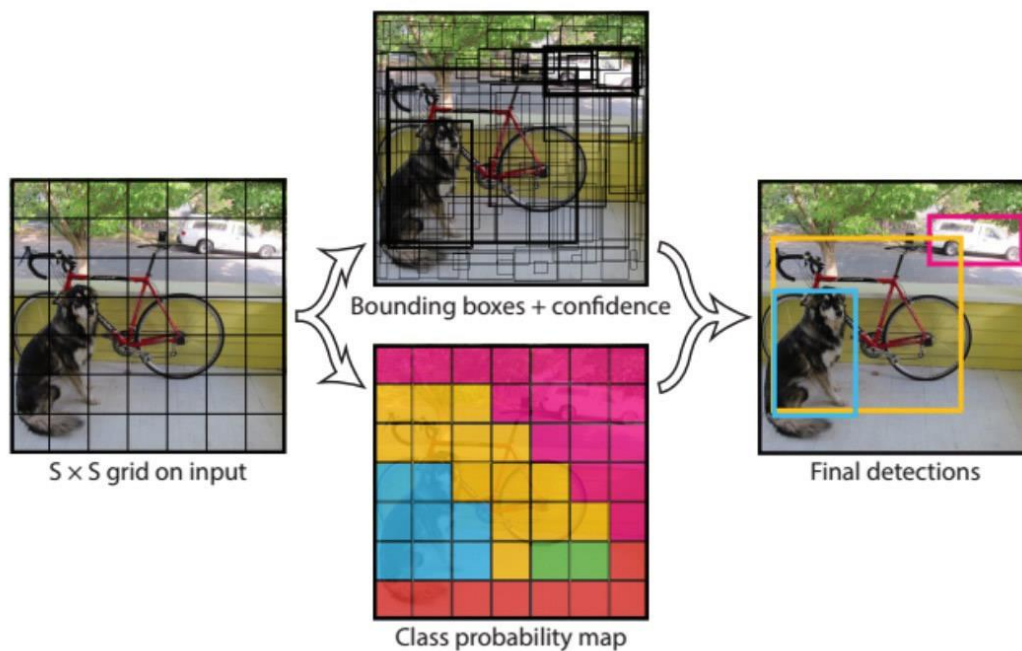 Bounding boxes + confidence
S × S grid on input
Final detections
Class probability map